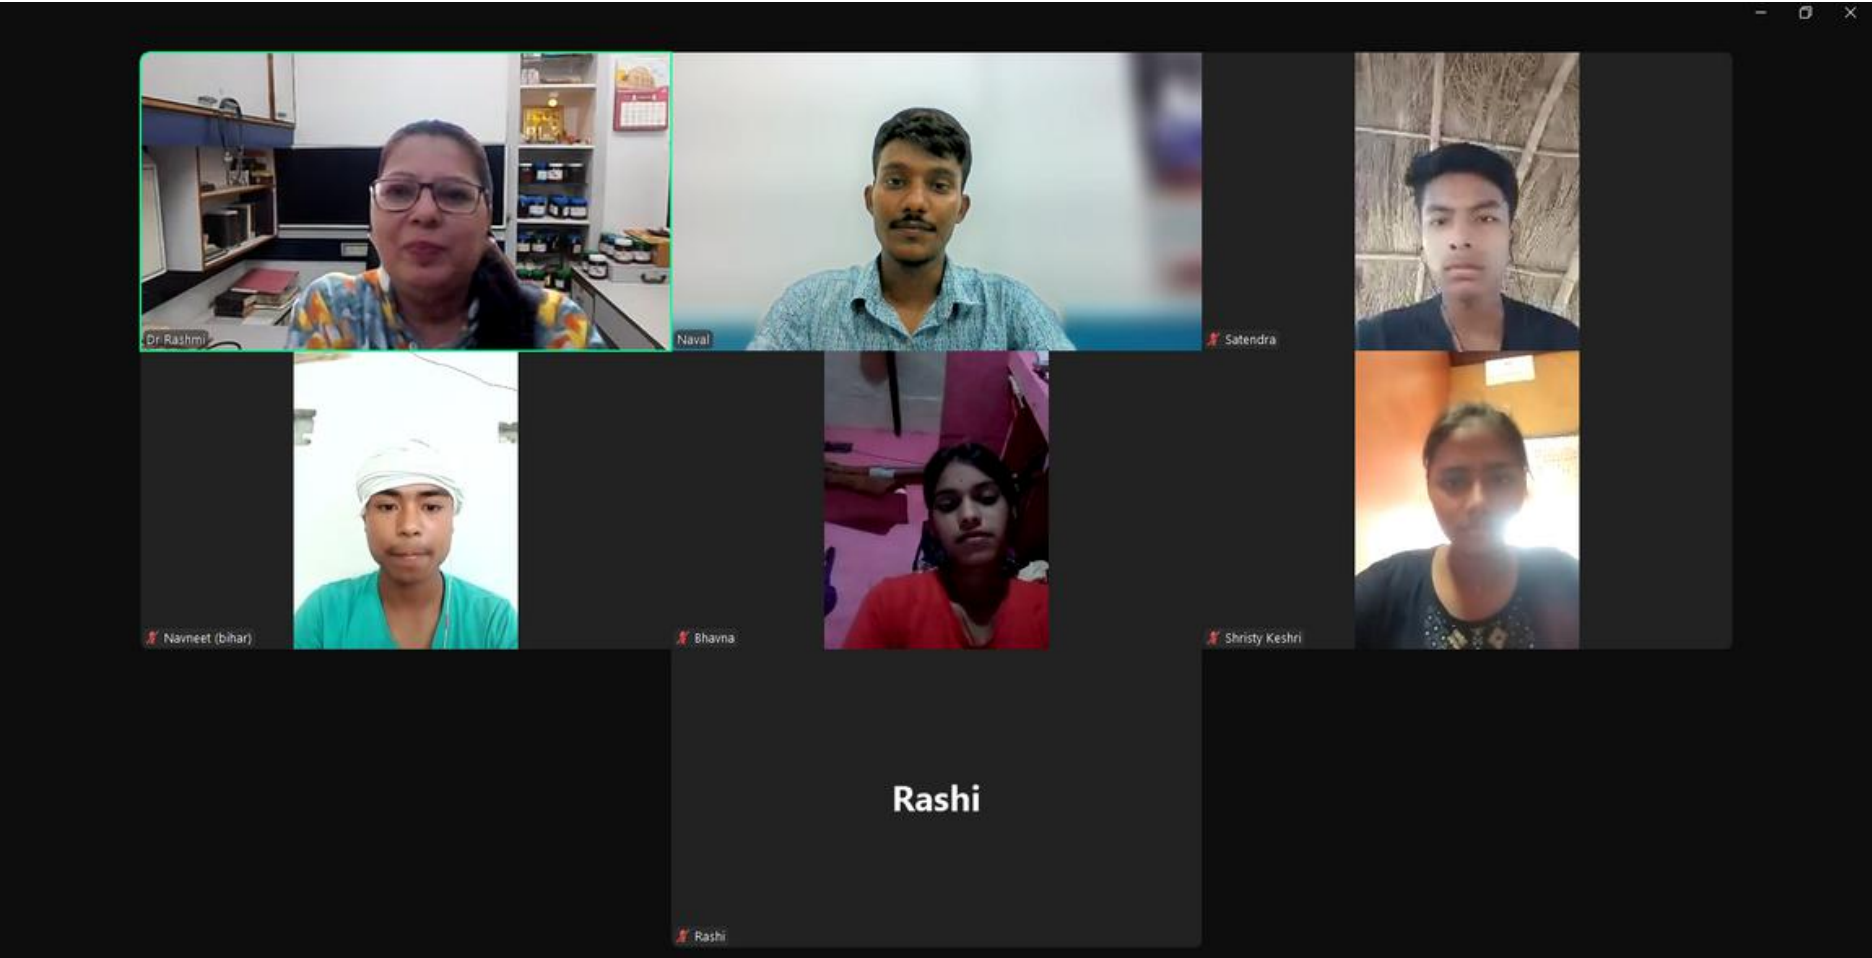 Dr Rashmi
Naval
Satendra
Navneet (bihar)
Bhavna
Shristy Keshri
Rashi
Rashi